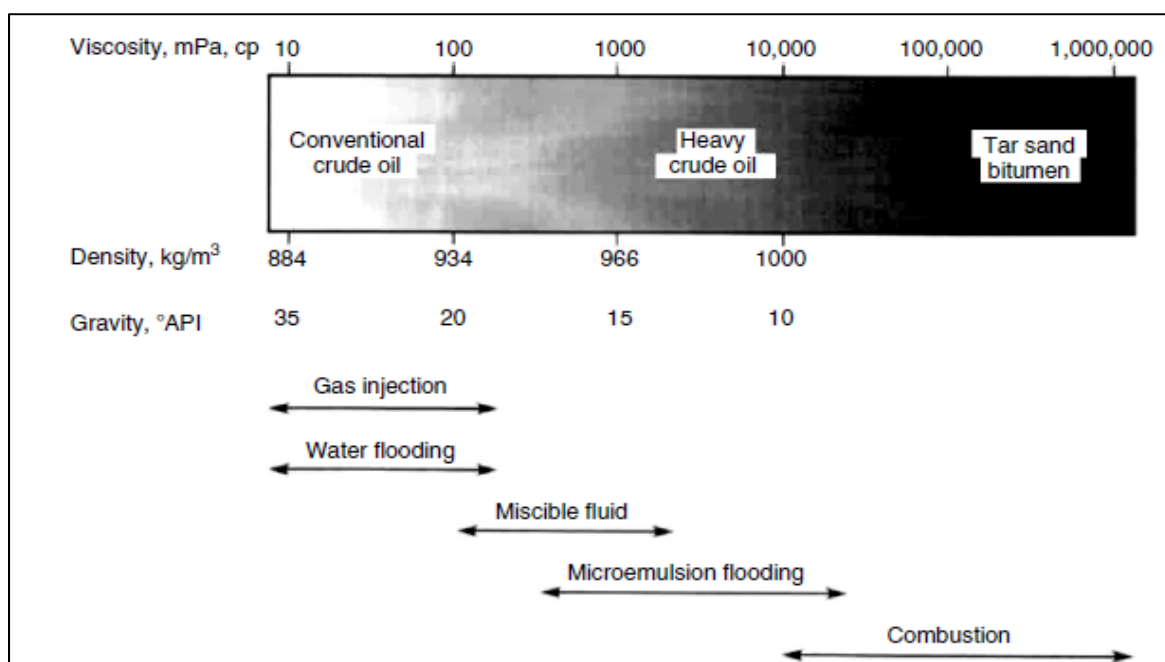 Viscosity, mPa, cp 10 100 1000 10,000 100,000 1,000,000
Conventional
crude oil
Heavy
crude oil
Tar sand
bitumen
Density, kg/m³ 884 934 966 1000
Gravity, °API 35 20 15 10
Gas injection
Water flooding
Miscible fluid
Microemulsion flooding
Combustion